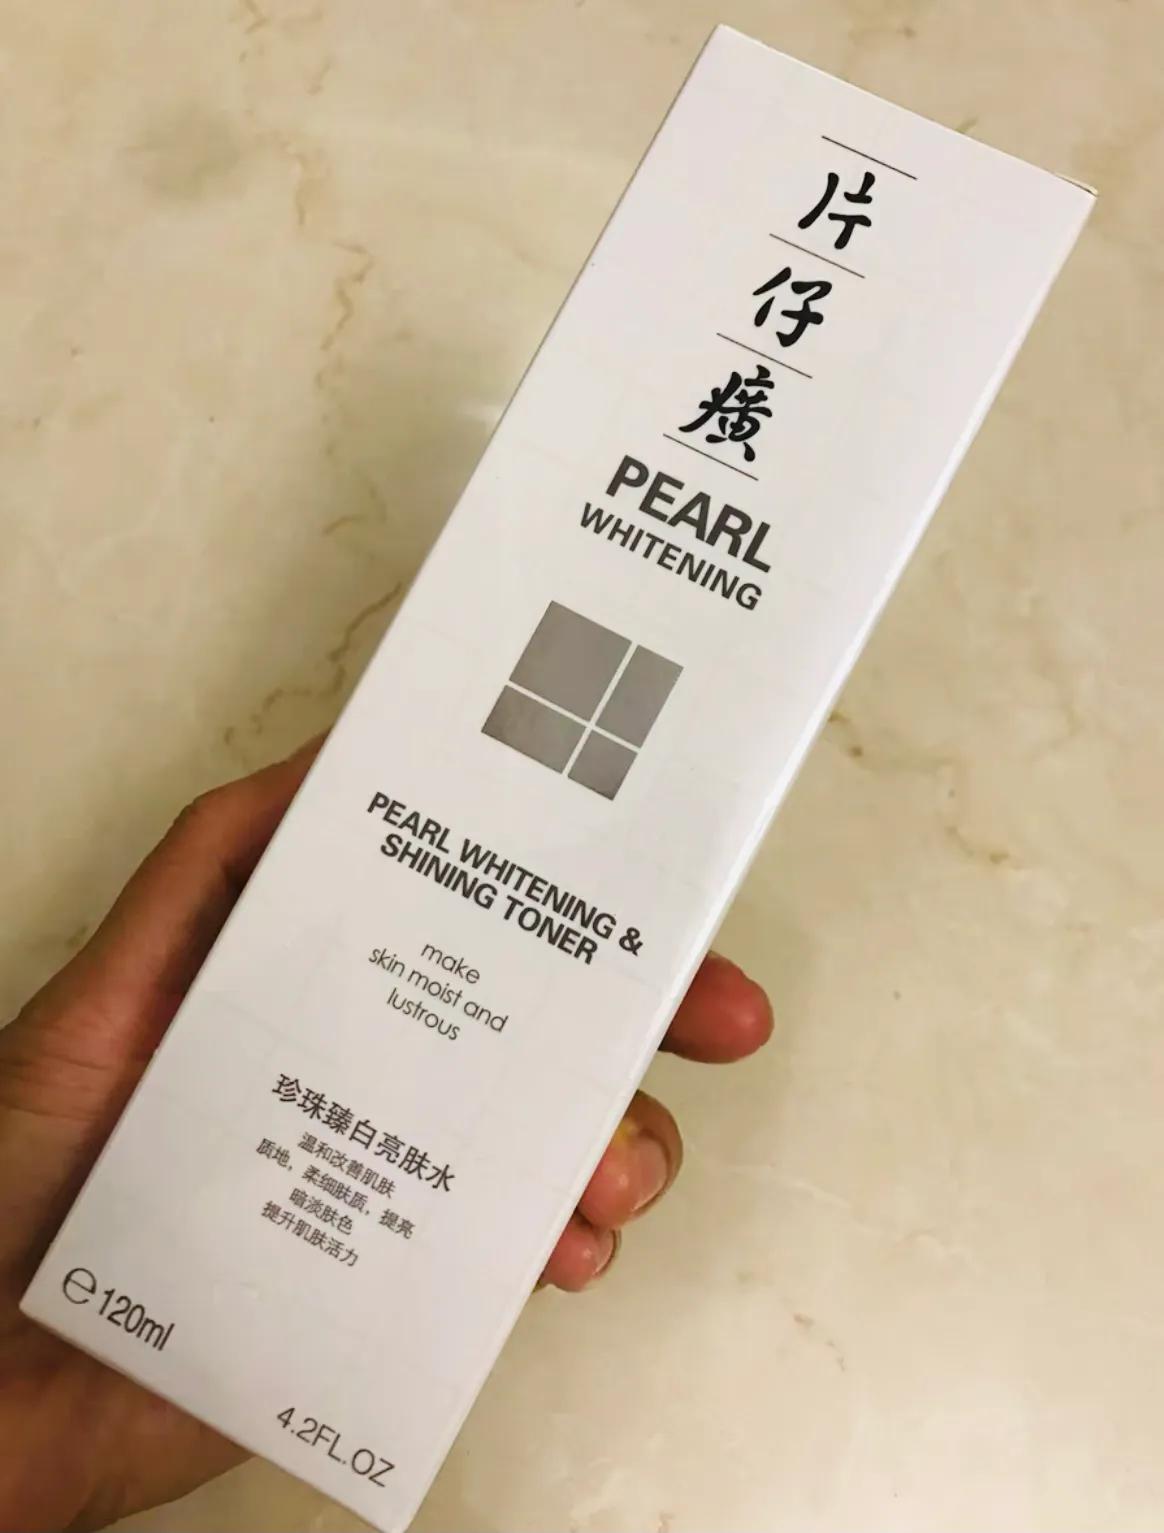 片
仔
癀
PEARL
WHITENING
PEARL WHITENING &
SHINING TONER
make
skin moist and
lustrous
珍珠臻白亮肤水
温和改善肌肤
质地，柔细肤质，提亮
暗淡肤色
提升肌肤活力
℮120ml
4.2FL.OZ